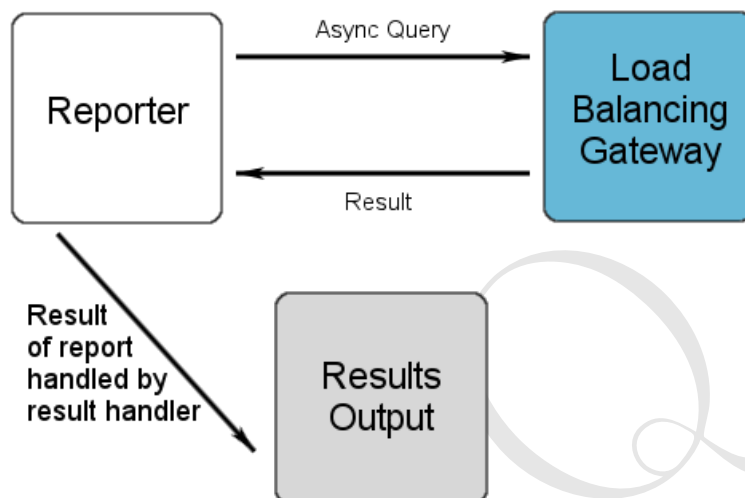 Async Query
Reporter
Load
Balancing
Gateway
Result
Result
of report
handled by
result handler
Results
Output